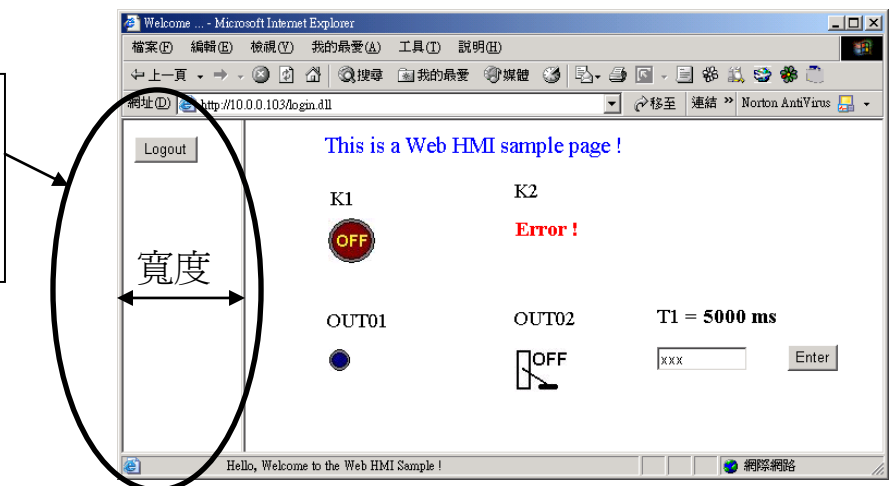 Welcome ... - Microsoft Internet Explorer
檔案(F) 編輯(E) 檢視(V) 我的最愛(A) 工具(T) 說明(H)
上一頁 搜尋 我的最愛 媒體
網址(D) http://10.0.0.103/login.dll 移至 連結 » Norton AntiVirus
Logout
This is a Web HMI sample page !
K1 K2
OFF Error !
寬度
OUT01 OUT02 T1 = 5000 ms
OFF xxx Enter
Hello, Welcome to the Web HMI Sample ! 網際網路